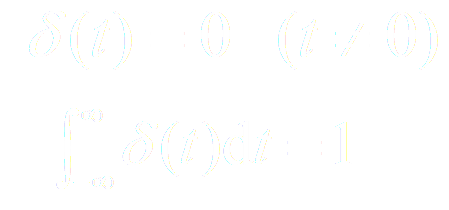 δ(t) = 0 (t ≠ 0)
∫_{-∞}^{∞} δ(t)dt = 1